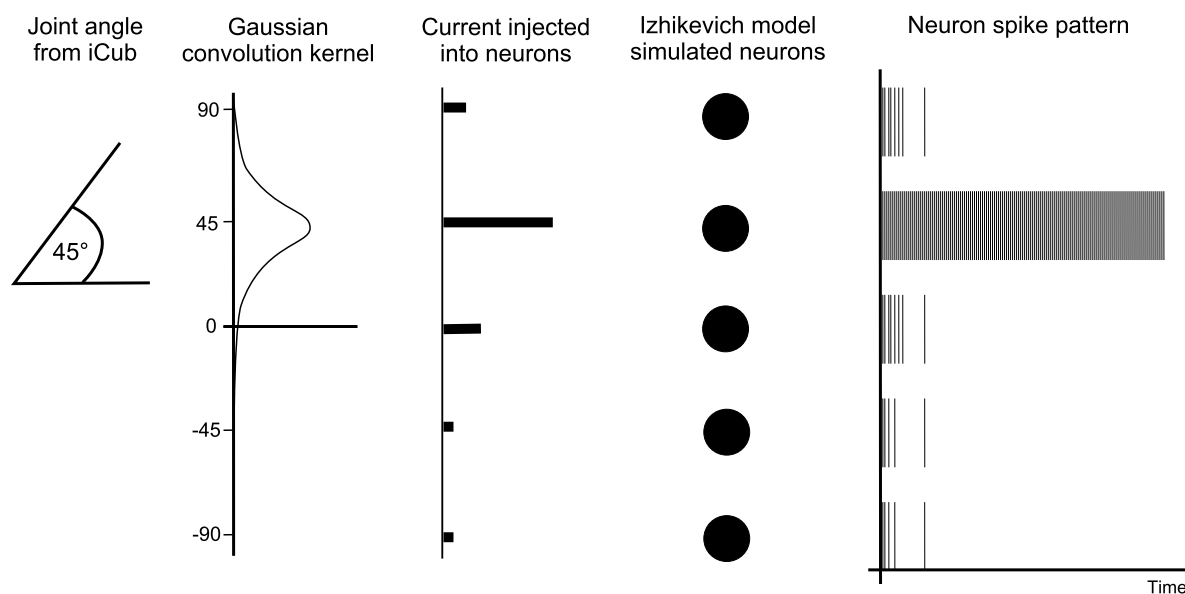 Joint angle
from iCub
Gaussian
convolution kernel
Current injected
into neurons
Izhikevich model
simulated neurons
Neuron spike pattern
90
45
0
-45
-90
45°
Time